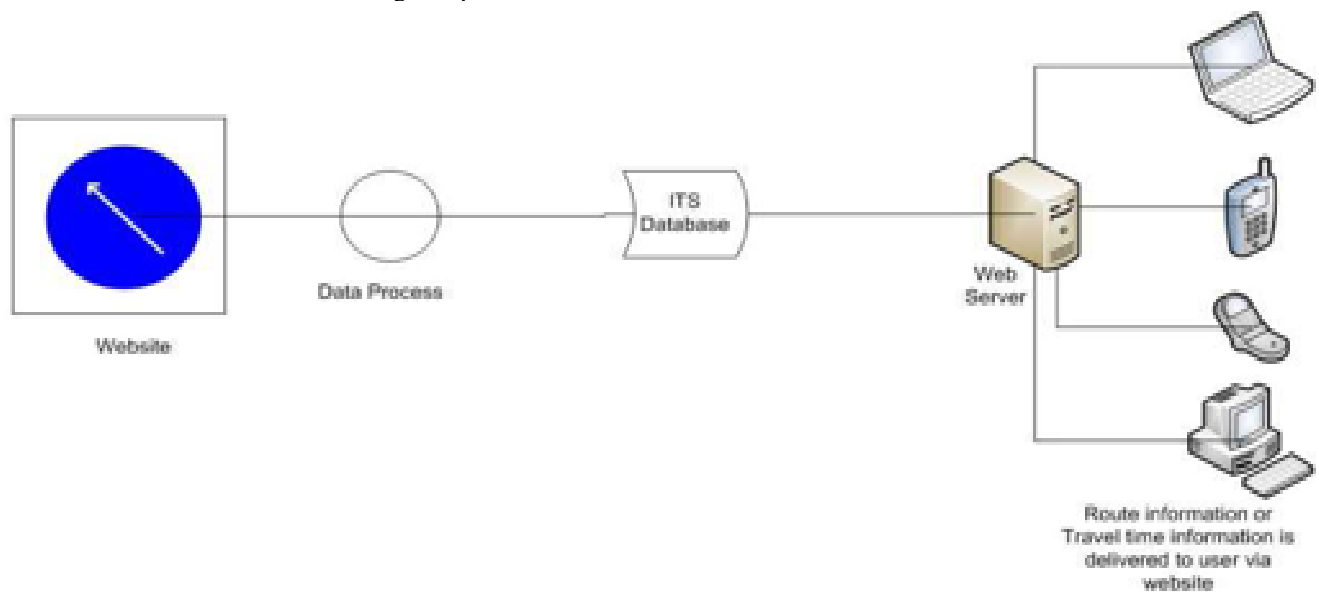 Website
Data Process
ITS
Database
Web
Server
Route information or
Travel time information is
delivered to user via
website